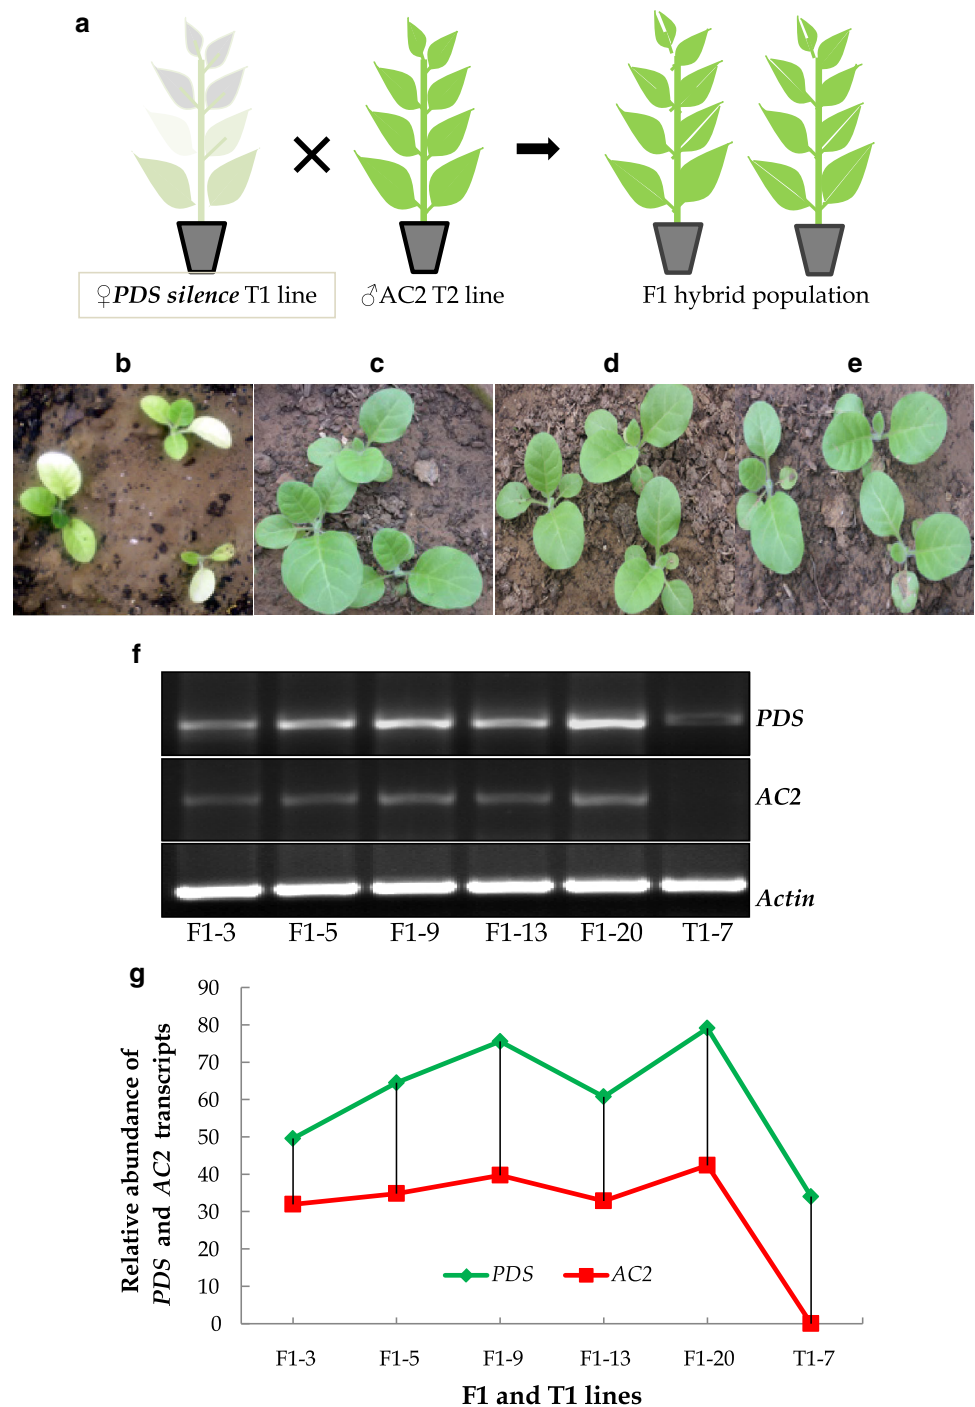 a
♀PDS silence T1 line
♂AC2 T2 line
F1 hybrid population
b
c
d
e
f
PDS
AC2
Actin
F1-3 F1-5 F1-9 F1-13 F1-20 T1-7
g
Relative abundance of
PDS and AC2 transcripts
90
80
70
60
50
40
30
20
10
0
PDS AC2
F1-3 F1-5 F1-9 F1-13 F1-20 T1-7
F1 and T1 lines